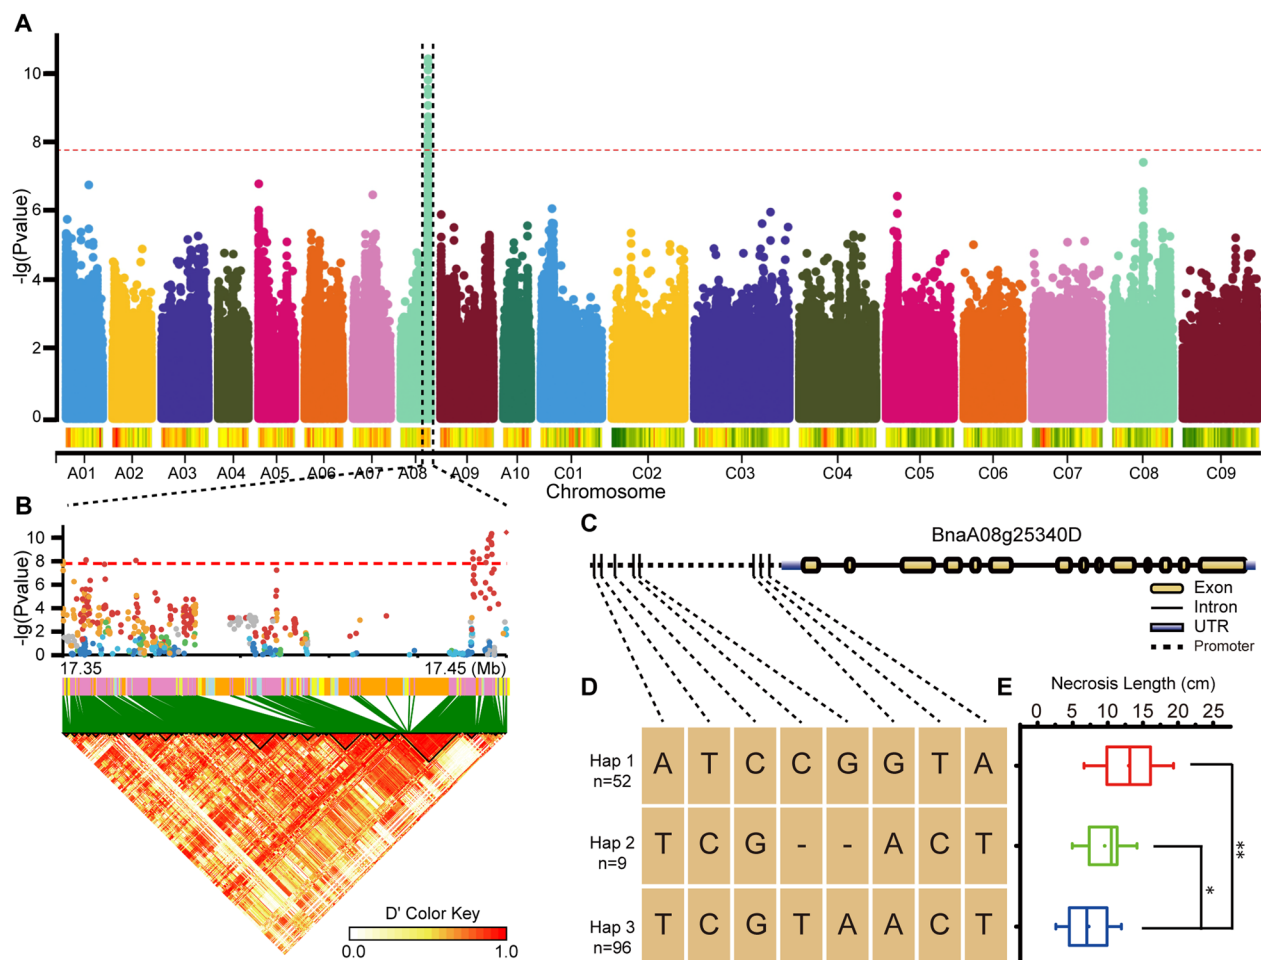 A
-lg(Pvalue)
10
8
6
4
2
0
A01 A02 A03 A04 A05 A06 A07 A08 A09 A10 C01 C02 C03 C04 C05 C06 C07 C08 C09
Chromosome
B
-lg(Pvalue)
10
8
6
4
2
0
17.35 17.45 (Mb)
D' Color Key
0.0 1.0
C
BnaA08g25340D
Exon
Intron
UTR
Promoter
D
Hap 1 A T C C G G T A
n=52
Hap 2 T C G - - A C T
n=9
Hap 3 T C G T A A C T
n=96
E
Necrosis Length (cm)
0 5 10 15 20 25
**
*